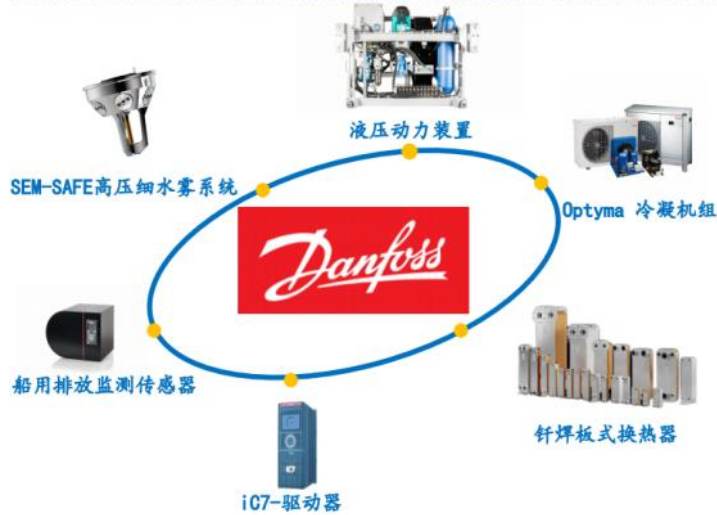 液压动力装置
SEM-SAFE高压细水雾系统
Optyma 冷凝机组
Danfoss
船用排放监测传感器
钎焊板式换热器
iC7
iC7-驱动器